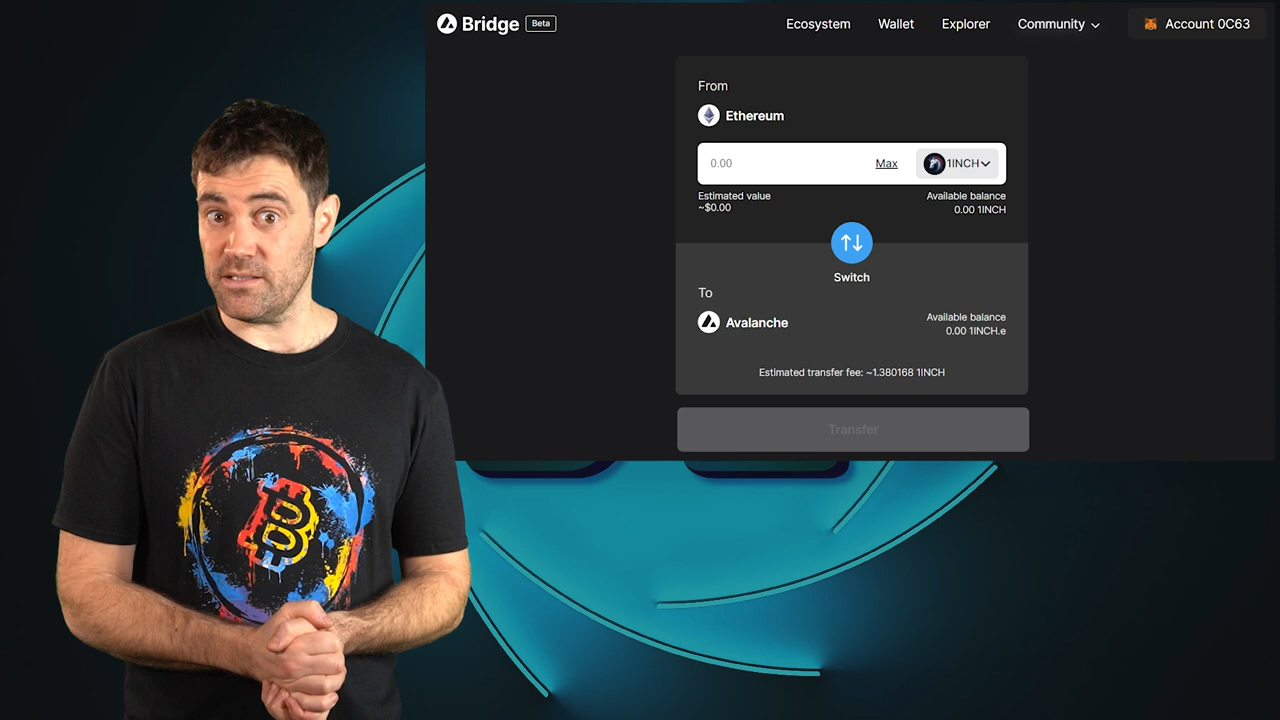 Bridge Beta
Ecosystem Wallet Explorer Community Account 0C63
From
Ethereum
0.00 Max 1INCH
Estimated value Available balance
~$0.00 0.00 1INCH
Switch
To
Avalanche
Available balance
0.00 1INCH.e
Estimated transfer fee: ~1.380168 1INCH
Transfer
B